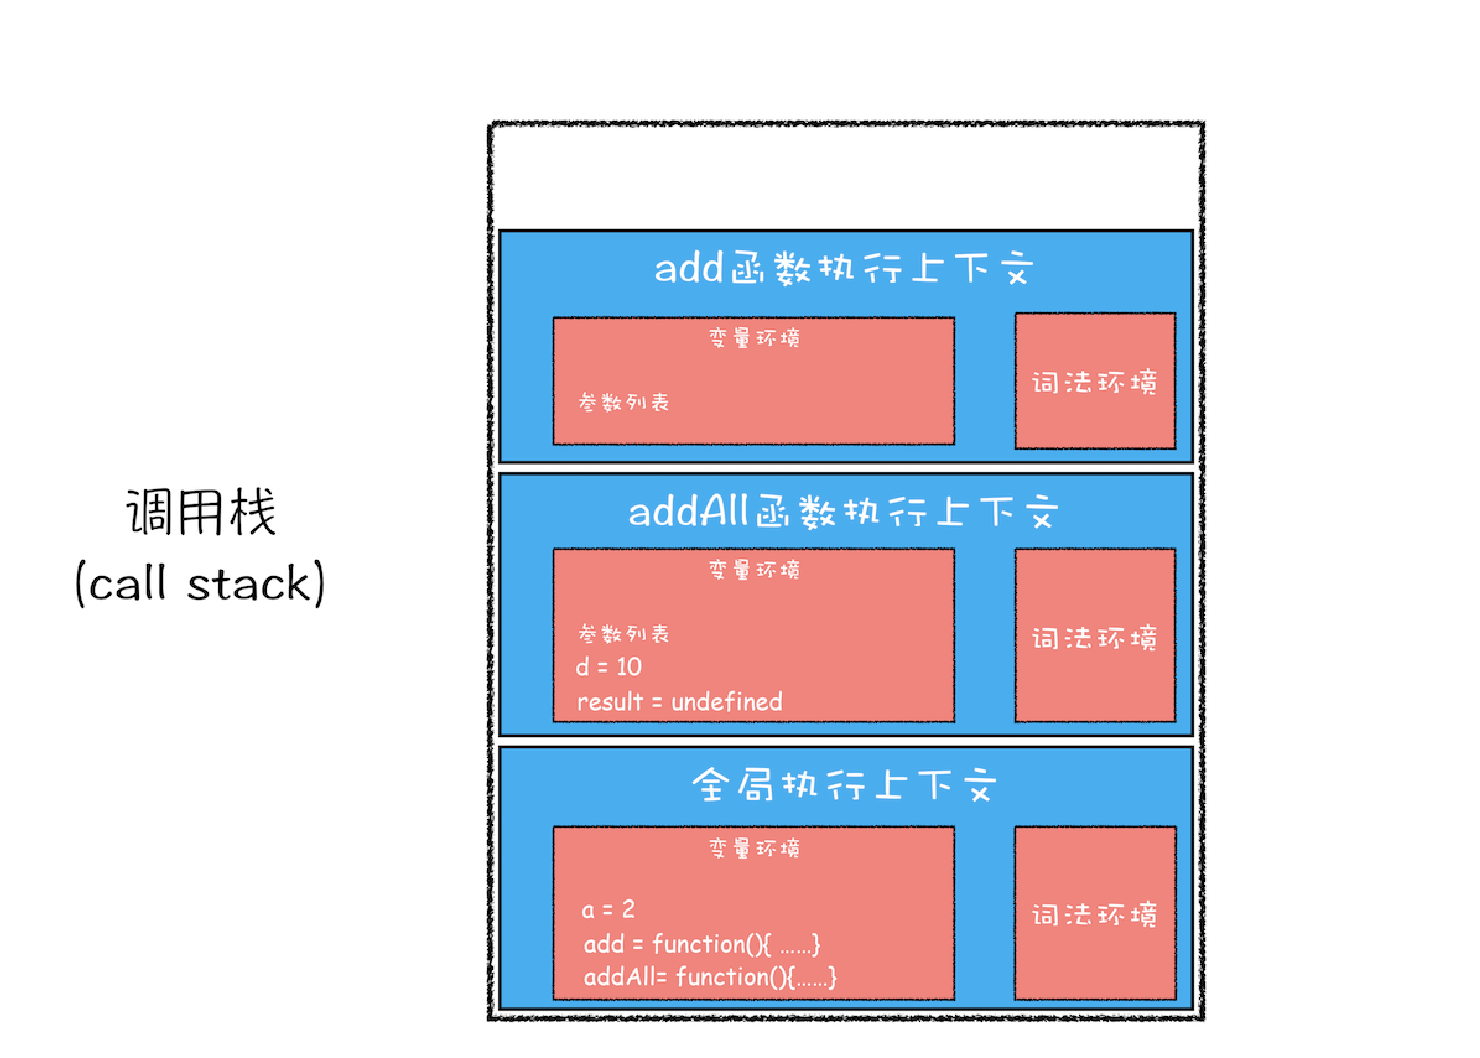 add函数执行上下文
变量环境
参数列表
词法环境
调用栈
(call stack)
addAll函数执行上下文
变量环境
参数列表
d = 10
result = undefined
词法环境
全局执行上下文
变量环境
a = 2
add = function(){ ......}
addAll= function(){......}
词法环境